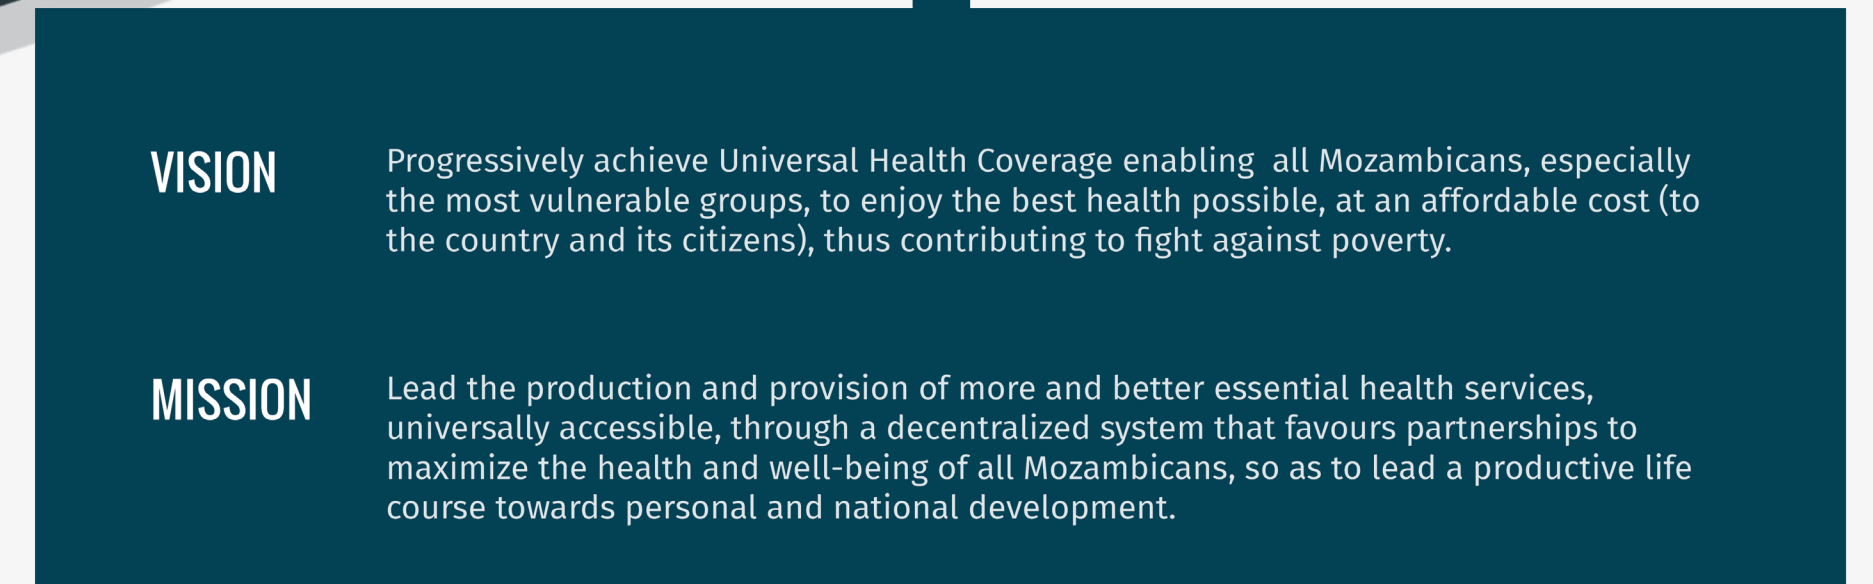 VISION
Progressively achieve Universal Health Coverage enabling  all Mozambicans, especially
the most vulnerable groups, to enjoy the best health possible, at an affordable cost (to
the country and its citizens), thus contributing to fight against poverty.
MISSION
Lead the production and provision of more and better essential health services,
universally accessible, through a decentralized system that favours partnerships to
maximize the health and well-being of all Mozambicans, so as to lead a productive life
course towards personal and national development.